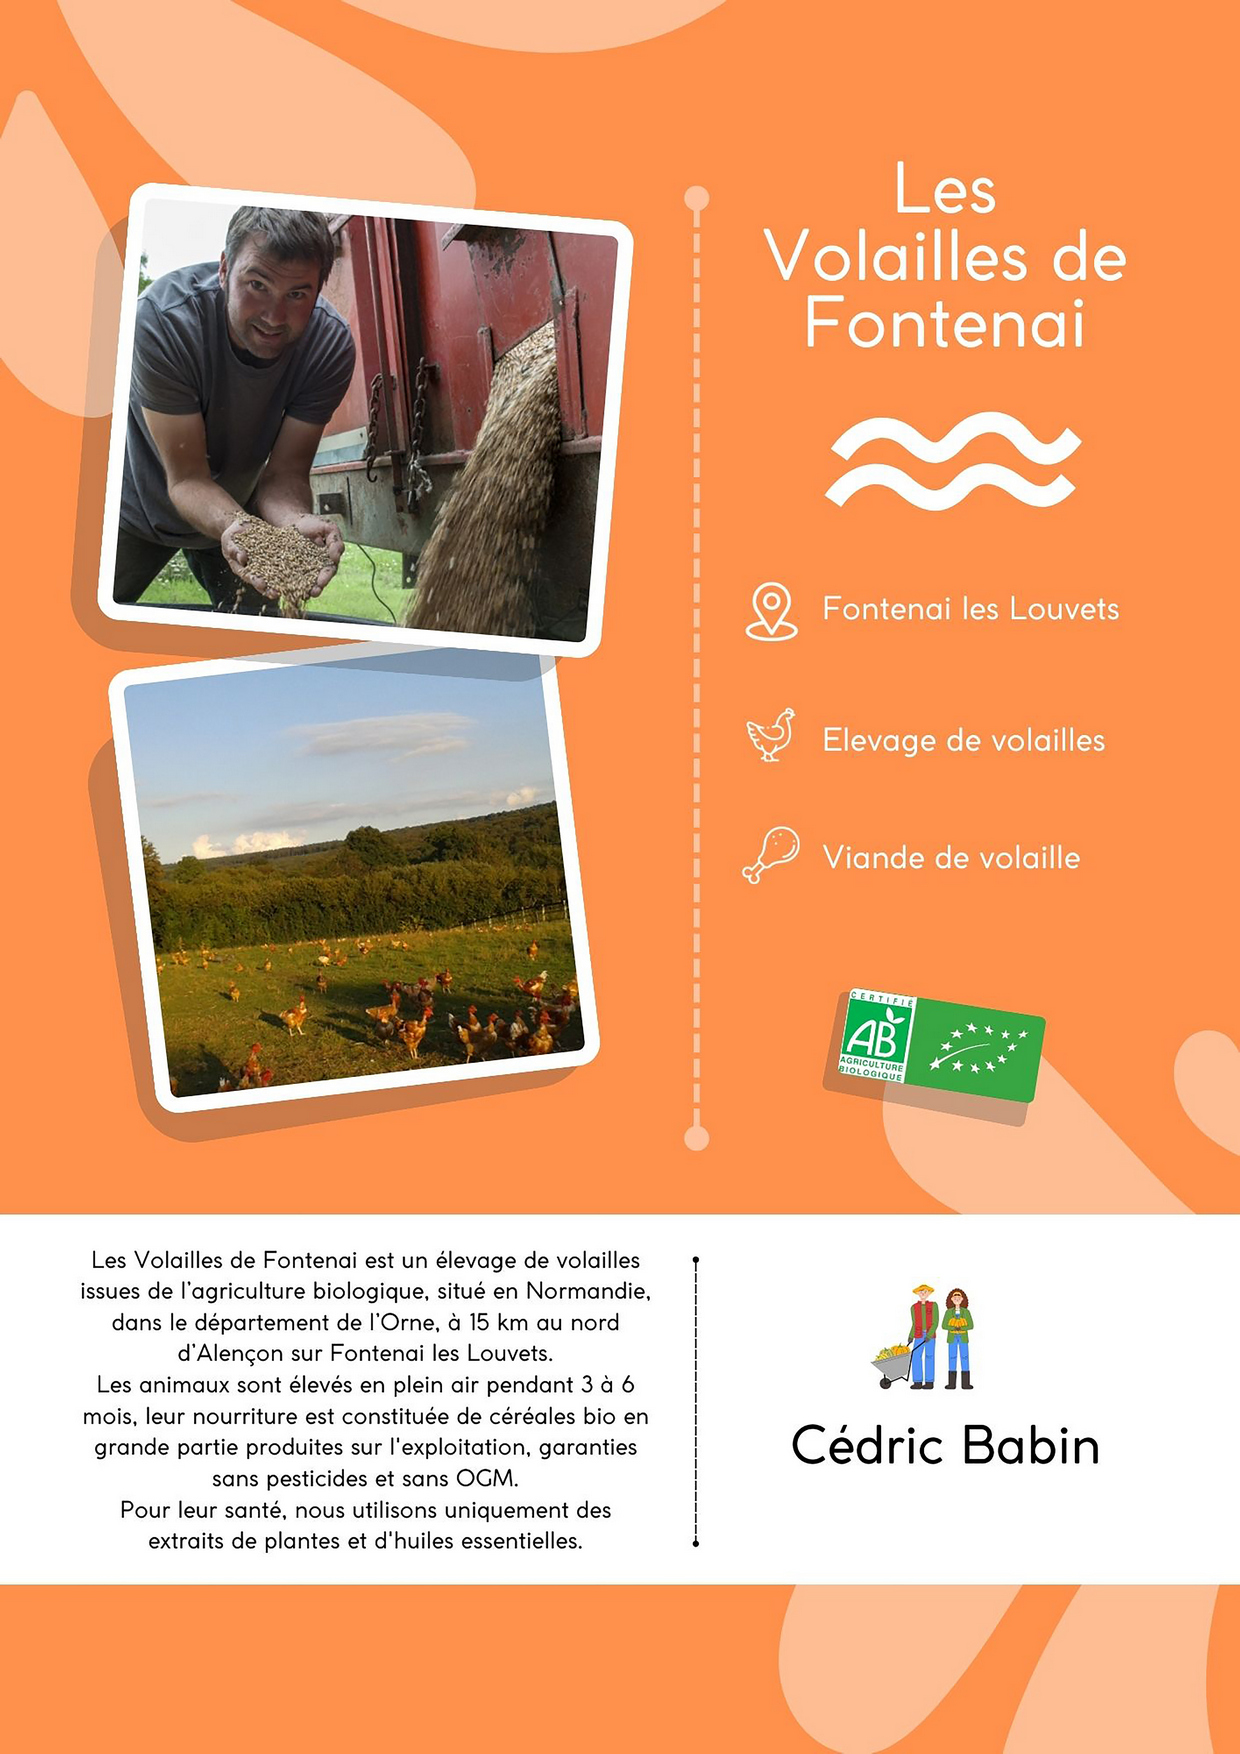 Les
Volailles de
Fontenai
Fontenai les Louvets
Elevage de volailles
Viande de volaille
CERTIFIÉ
AB
AGRICULTURE
BIOLOGIQUE
Les Volailles de Fontenai est un élevage de volailles
issues de l'agriculture biologique, situé en Normandie,
dans le département de l'Orne, à 15 km au nord
d'Alençon sur Fontenai les Louvets.
Les animaux sont élevés en plein air pendant 3 à 6
mois, leur nourriture est constituée de céréales bio en
grande partie produites sur l'exploitation, garanties
sans pesticides et sans OGM.
Pour leur santé, nous utilisons uniquement des
extraits de plantes et d'huiles essentielles.
Cédric Babin